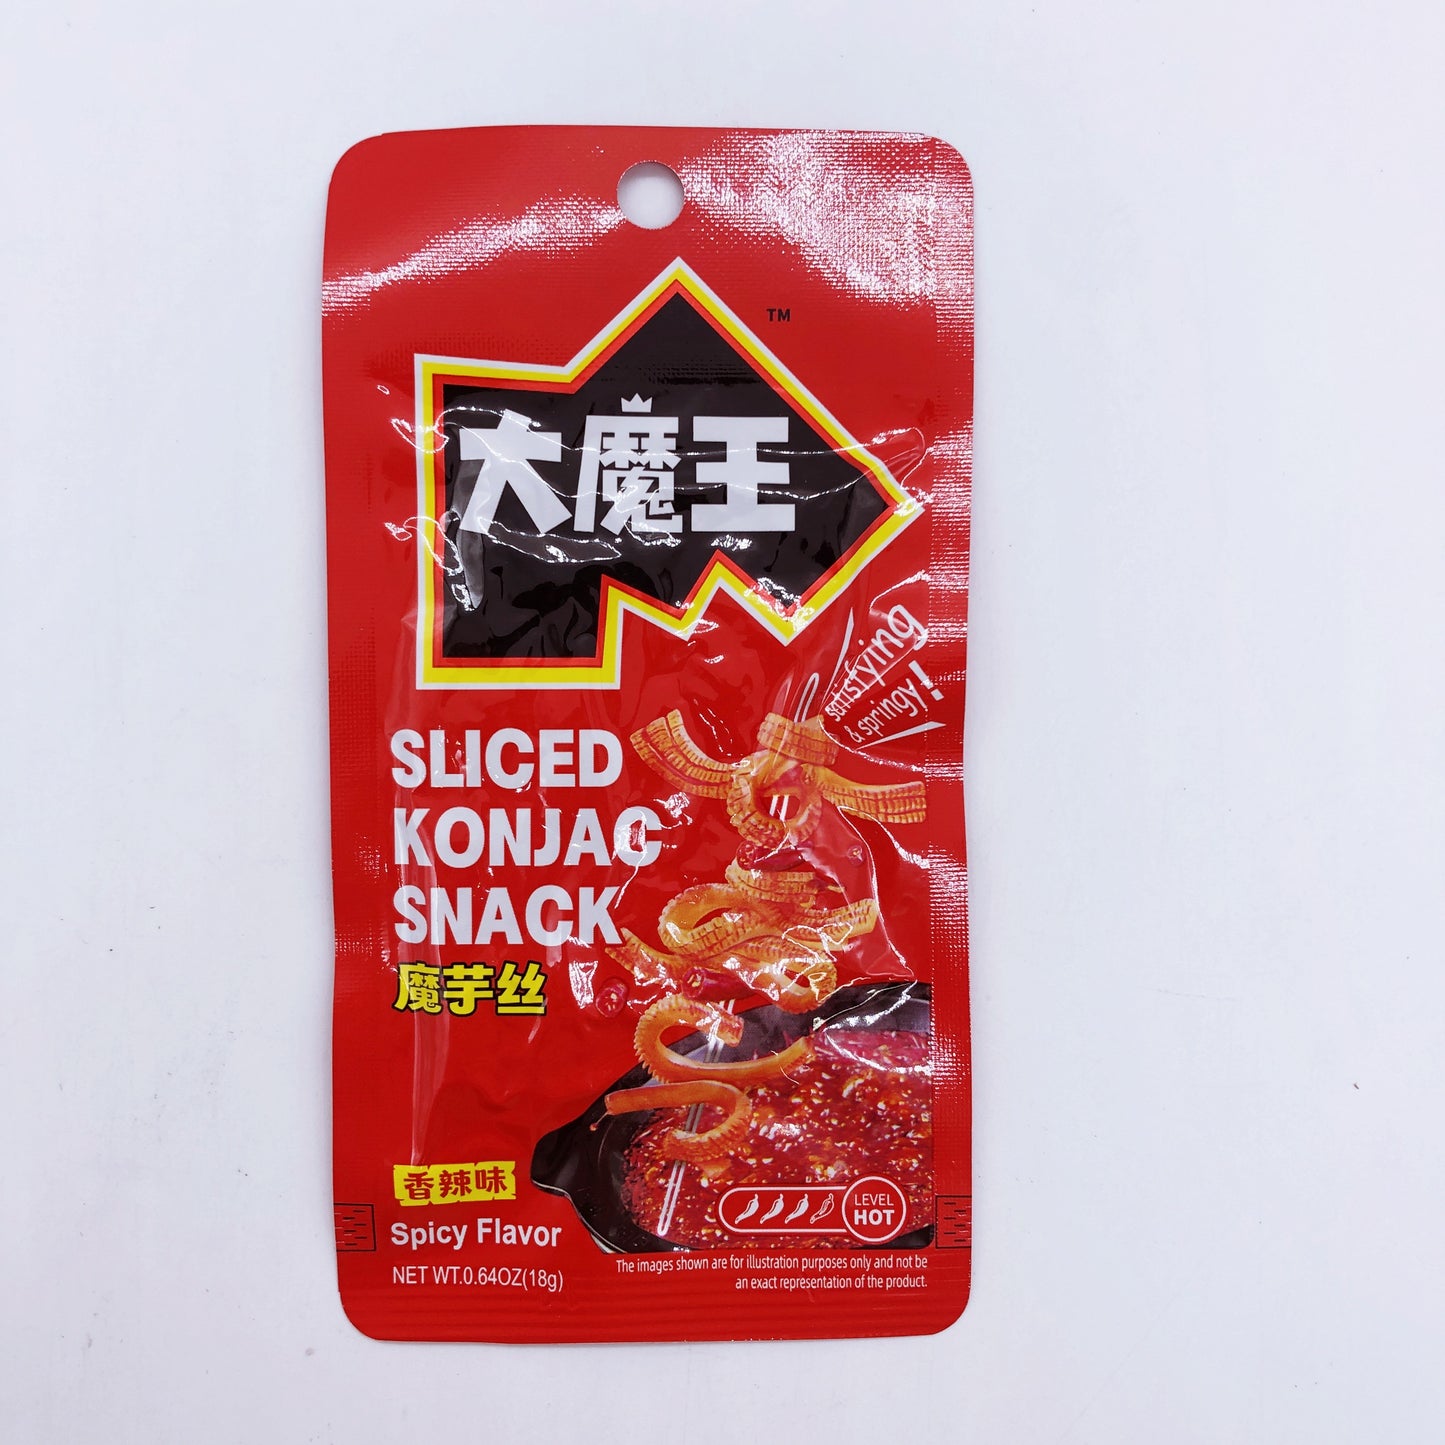 TM
大魔王
satisfying
& springy!
SLICED
KONJAC
SNACK
魔芋丝
香辣味
Spicy Flavor
NET WT.0.64OZ(18g)
LEVEL
HOT
The images shown are for illustration purposes only and not be
an exact representation of the product.